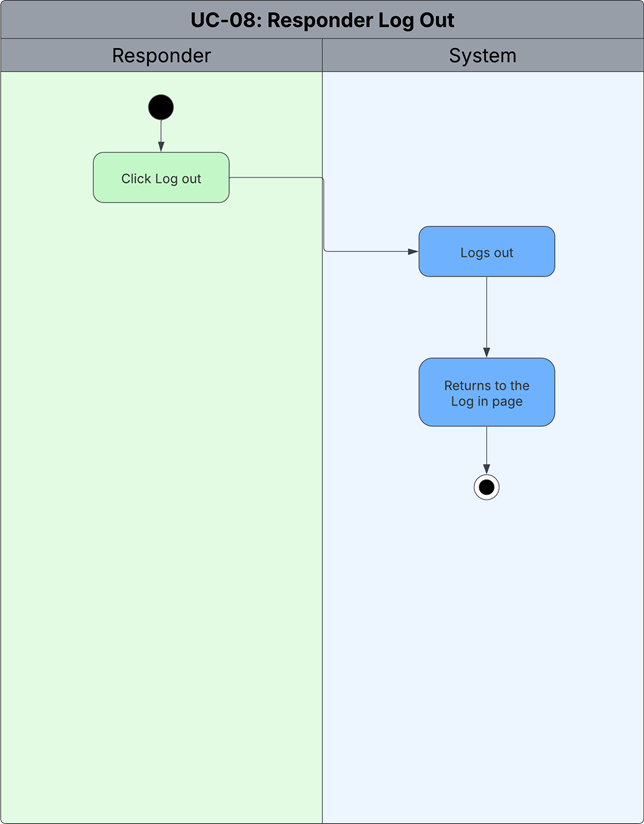 UC-08: Responder Log Out
Responder
System
Click Log out
Logs out
Returns to the
Log in page